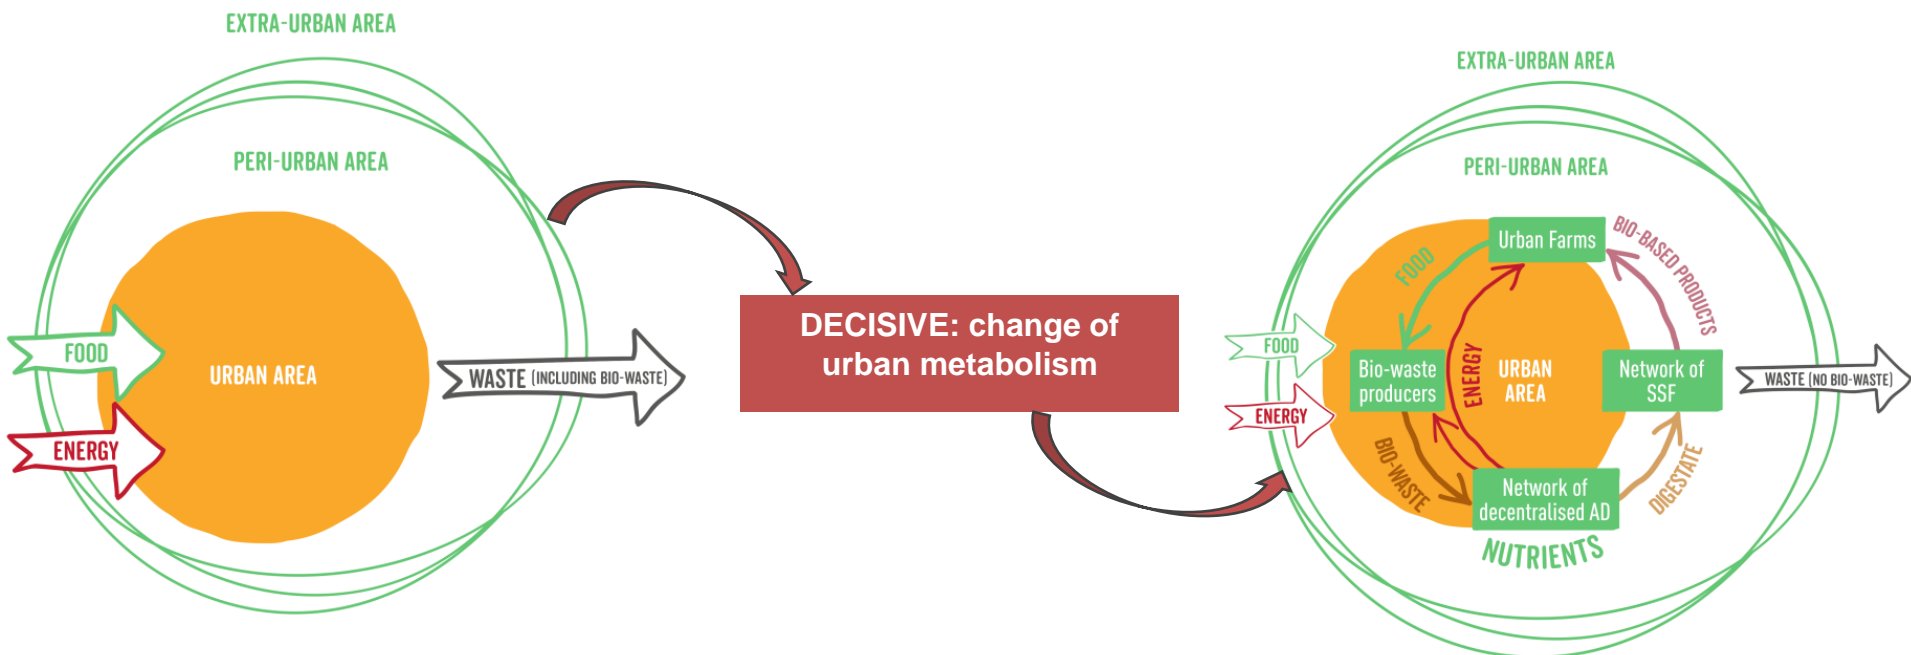 EXTRA-URBAN AREA
PERI-URBAN AREA
FOOD
URBAN AREA
ENERGY
WASTE (INCLUDING BIO-WASTE)
DECISIVE: change of
urban metabolism
EXTRA-URBAN AREA
PERI-URBAN AREA
Urban Farms
BIO-BASED PRODUCTS
FOOD
FOOD
ENERGY
Bio-waste
producers
ENERGY
URBAN
AREA
Network of
SSF
WASTE (NO BIO-WASTE)
BIO-WASTE
Network of
decentralised AD
DIGESTATE
NUTRIENTS